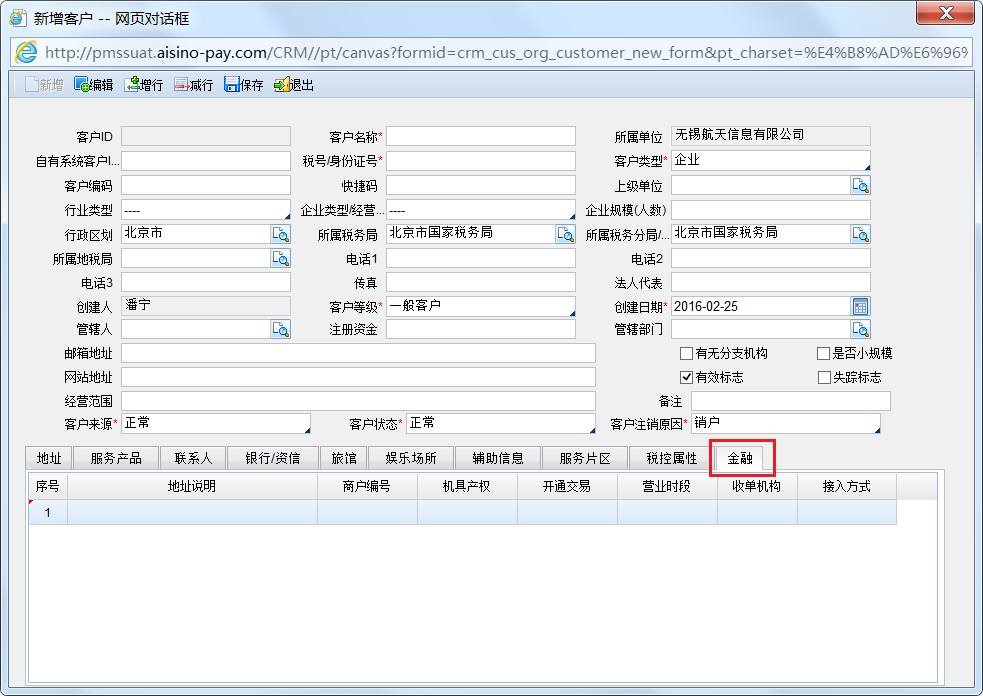 新增客户 -- 网页对话框
http://pmssuat.aisino-pay.com/CRM//pt/canvas?formid=crm_cus_org_customer_new_form&pt_charset=%E4%B8%AD%E6%96%
新增 编辑 增行 减行 保存 退出
客户ID 客户名称* 所属单位 无锡航天信息有限公司
自有系统客户I... 税号/身份证号* 客户类型* 企业
客户编码 快捷码 上级单位
行业类型 ---- 企业类型/经营... ---- 企业规模(人数)
行政区划 北京市 所属税务局 北京市国家税务局 所属税务分局/... 北京市国家税务局
所属地税局 电话1 电话2
电话3 传真 法人代表
创建人 潘宁 客户等级* 一般客户 创建日期* 2016-02-25
管辖人 注册资金 管辖部门
邮箱地址 有无分支机构 是否小规模
网站地址 有效标志 失踪标志
经营范围 备注
客户来源* 正常 客户状态* 正常 客户注销原因* 销户
地址 服务产品 联系人 银行/资信 旅馆 娱乐场所 辅助信息 服务片区 税控属性 金融
序号 地址说明 商户编号 机具产权 开通交易 营业时段 收单机构 接入方式
1